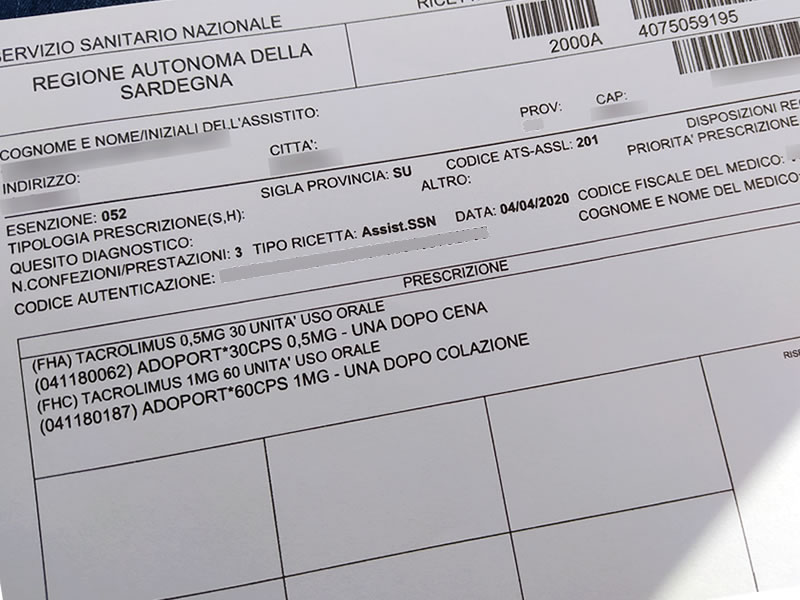 SERVIZIO SANITARIO NAZIONALE
REGIONE AUTONOMA DELLA
SARDEGNA
2000A
4075059195
COGNOME E NOME/INIZIALI DELL'ASSISTITO:
INDIRIZZO:
CITTA':
PROV:
CAP:
ESENZIONE: 052
SIGLA PROVINCIA: SU
CODICE ATS-ASSL: 201
DISPOSIZIONI
TIPOLOGIA PRESCRIZIONE(S,H):
ALTRO:
PRIORITA' PRESCRIZIONE
QUESITO DIAGNOSTICO:
N.CONFEZIONI/PRESTAZIONI: 3
TIPO RICETTA: Assist.SSN
DATA: 04/04/2020
CODICE FISCALE DEL MEDICO:
CODICE AUTENTICAZIONE:
COGNOME E NOME DEL MEDICO:
PRESCRIZIONE
(FHA) TACROLIMUS 0,5MG 30 UNITA' USO ORALE
(041180062) ADOPORT*30CPS 0,5MG - UNA DOPO CENA
(FHC) TACROLIMUS 1MG 60 UNITA' USO ORALE
(041180187) ADOPORT*60CPS 1MG - UNA DOPO COLAZIONE